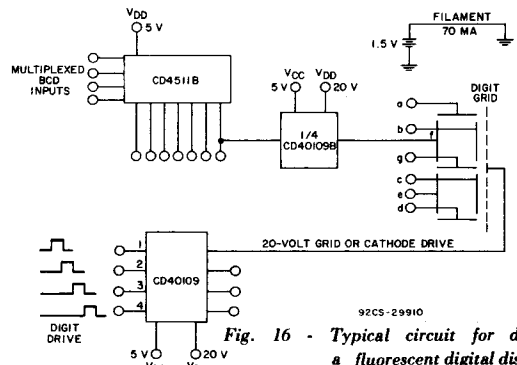 FILAMENT
70 MA
1.5 V
VDD
5 V
CD4511B
MULTIPLEXED
BCD
INPUTS
VCC
5 V
VDD
20 V
1/4
CD40109B
DIGIT
GRID
a
b
f
g
c
e
d
20-VOLT GRID OR CATHODE DRIVE
1
2
3
4
CD40109
DIGIT
DRIVE
5 V
20 V
92CS-29910
Fig. 16 - Typical circuit for d
a fluorescent digital dis